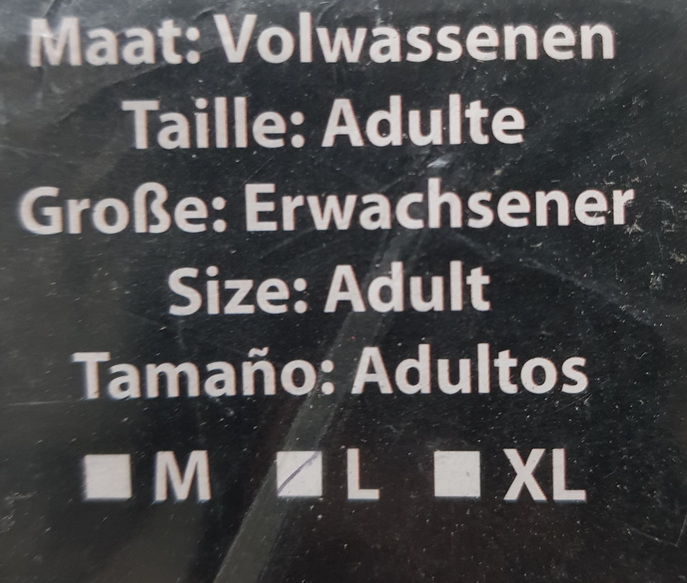 Maat: Volwassenen
Taille: Adulte
Große: Erwachsener
Size: Adult
Tamaño: Adultos
M L XL